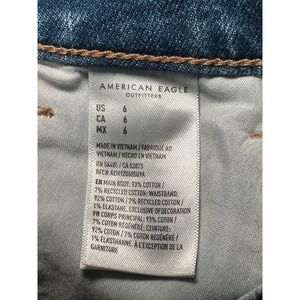 AMERICAN EAGLE
OUTFITTERS
US 6
CA 6
MX 6
MADE IN VIETNAM / FABRIQUÉ AU
VIETNAM / HECHO EN VIETNAM
RN 54485 / CA 03873
EN MAIN BODY: 93% COTTON /
7% RECYCLED COTTON; WAISTBAND:
92% COTTON / 7% RECYCLED COTTON /
1% ELASTANE. EXCLUSIVE OF DECORATION
FR CORPS PRINCIPAL: 93% COTON /
7% COTON RÉGÉNÉRÉ; CEINTURE:
92% COTON / 7% COTON RÉGÉNÉRÉ /
1% ÉLASTHANNE. À L'EXCEPTION DE LA
GARNITURE